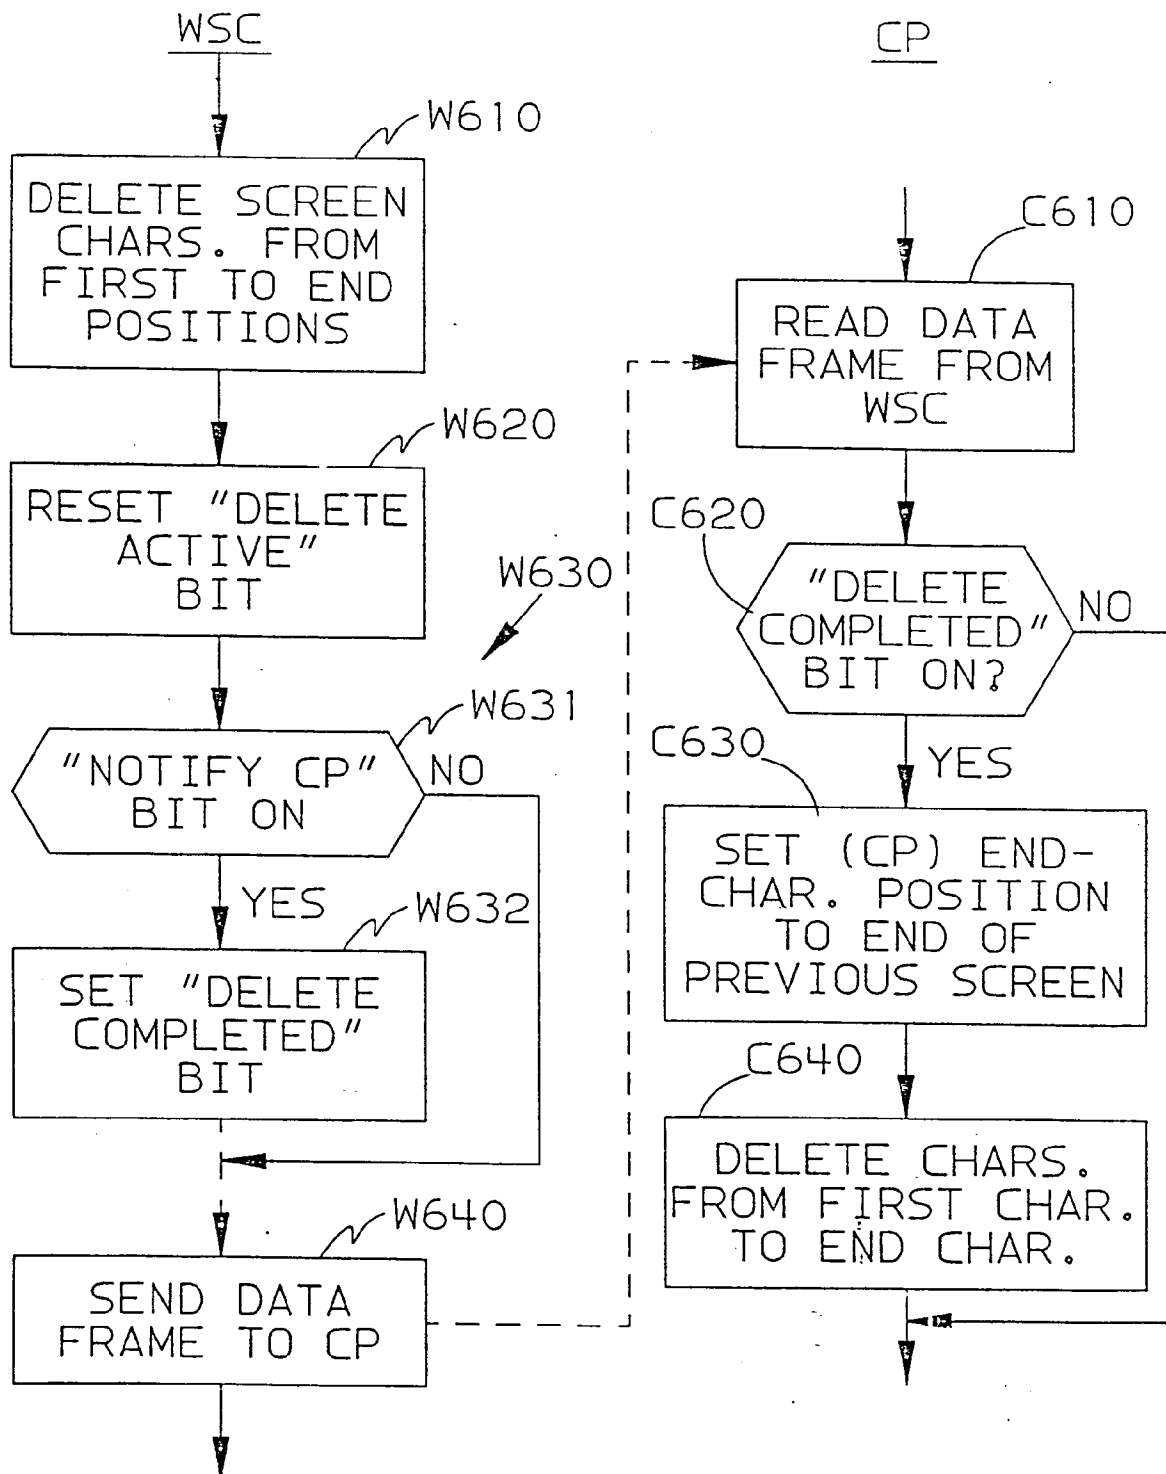 WSC
W610
DELETE SCREEN
CHARS. FROM
FIRST TO END
POSITIONS
W620
RESET "DELETE
ACTIVE"
BIT
W630
W631
"NOTIFY CP"
BIT ON
NO
YES
W632
SET "DELETE
COMPLETED"
BIT
W640
SEND DATA
FRAME TO CP
CP
C610
READ DATA
FRAME FROM
WSC
C620
"DELETE
COMPLETED"
BIT ON?
NO
YES
C630
SET (CP) END-
CHAR. POSITION
TO END OF
PREVIOUS SCREEN
C640
DELETE CHARS.
FROM FIRST CHAR.
TO END CHAR.